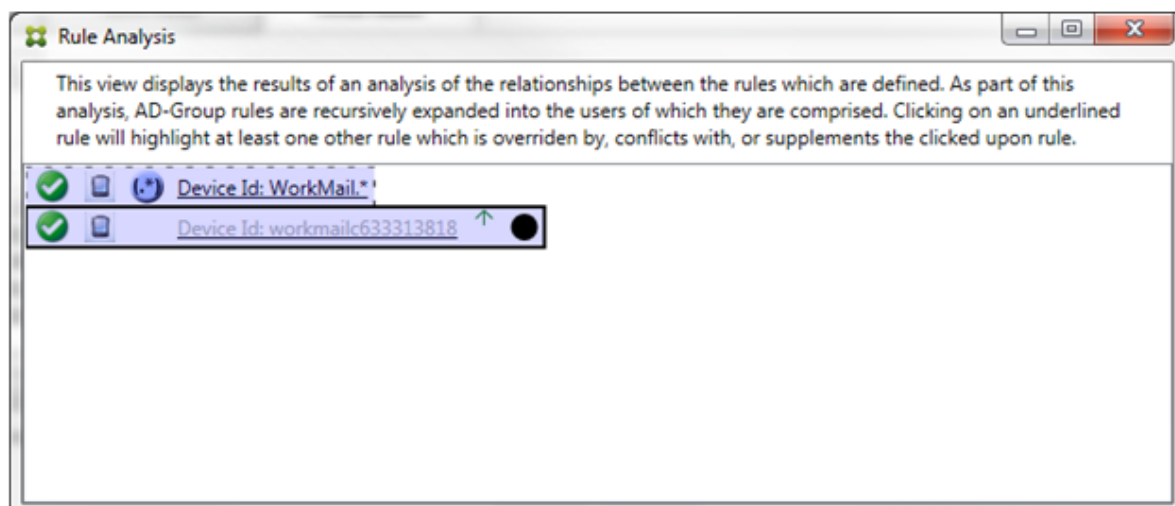 Rule Analysis
This view displays the results of an analysis of the relationships between the rules which are defined. As part of this
analysis, AD-Group rules are recursively expanded into the users of which they are comprised. Clicking on an underlined
rule will highlight at least one other rule which is overriden by, conflicts with, or supplements the clicked upon rule.
(.*) Device Id: WorkMail.*
Device Id: workmailc633313818